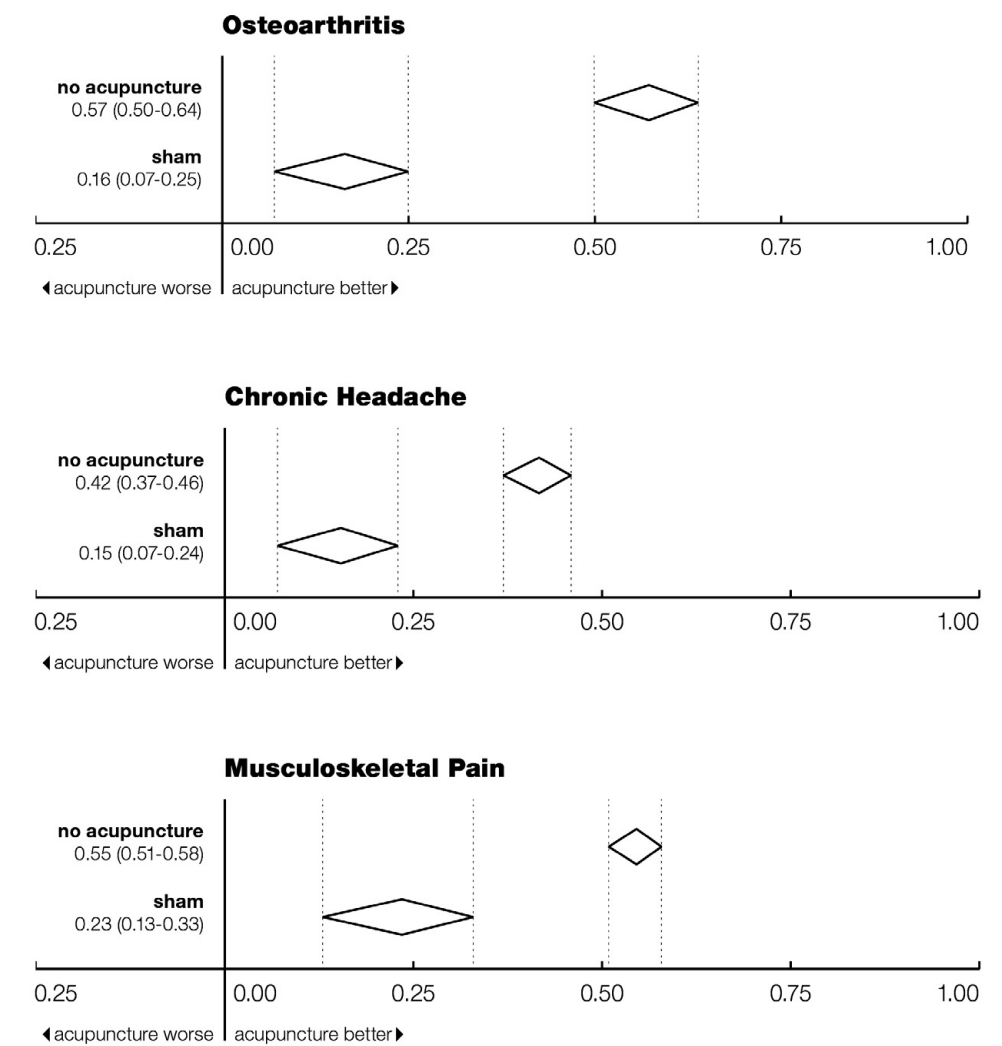 Osteoarthritis
no acupuncture
0.57 (0.50-0.64)
sham
0.16 (0.07-0.25)
0.25 0.00 0.25 0.50 0.75 1.00
acupuncture worse acupuncture better
Chronic Headache
no acupuncture
0.42 (0.37-0.46)
sham
0.15 (0.07-0.24)
0.25 0.00 0.25 0.50 0.75 1.00
acupuncture worse acupuncture better
Musculoskeletal Pain
no acupuncture
0.55 (0.51-0.58)
sham
0.23 (0.13-0.33)
0.25 0.00 0.25 0.50 0.75 1.00
acupuncture worse acupuncture better